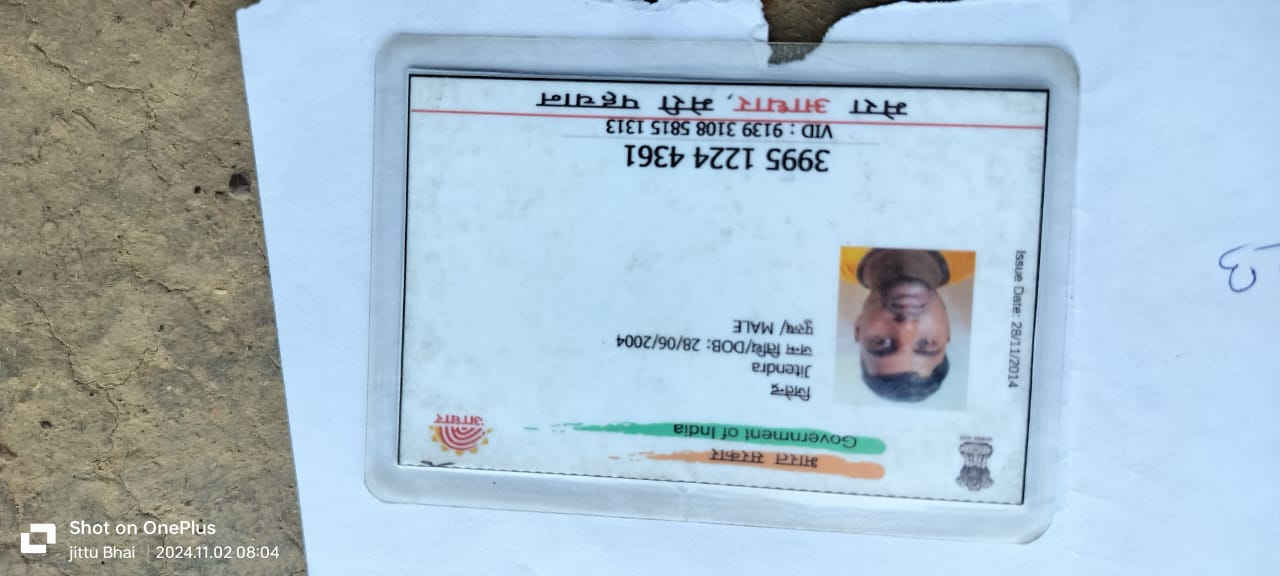 भारत सरकार
Government of India
आधार
जितेन्द्र
Jitendra
जन्म तिथि/DOB: 28/06/2004
पुरुष/ MALE
Issue Date: 28/11/2014
3995 1224 4361
VID : 9139 3108 5815 1313
मेरा आधार, मेरी पहचान
Shot on OnePlus
jittu Bhai 2024.11.02 08:04